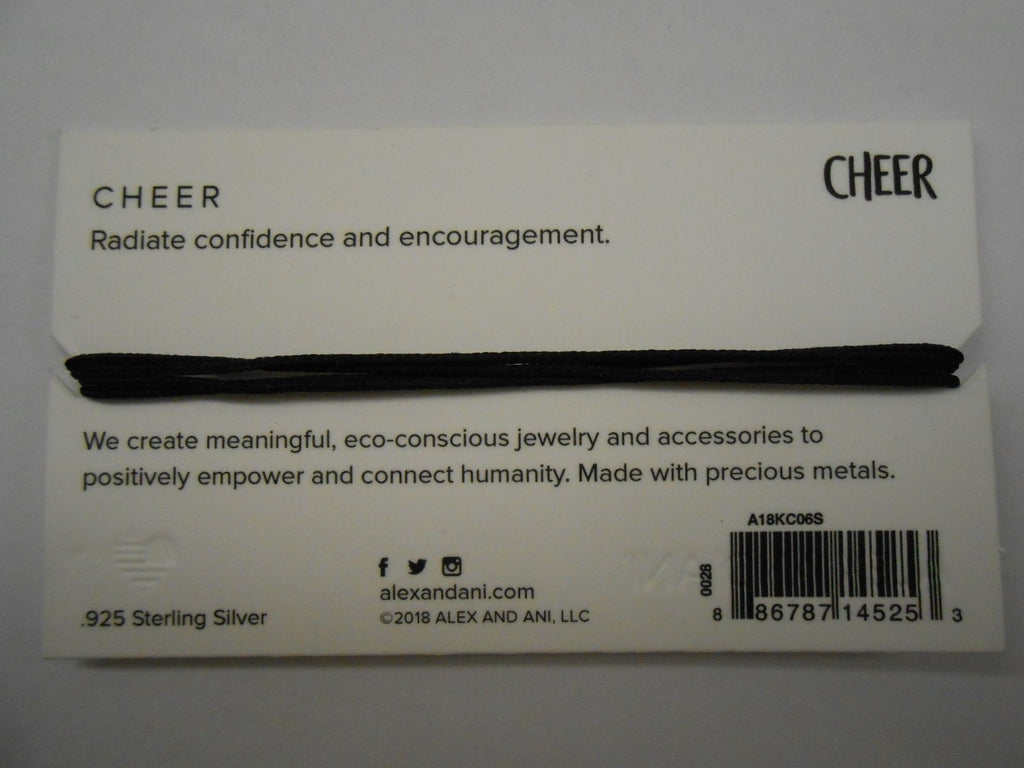 CHEER
CHEER
Radiate confidence and encouragement.
We create meaningful, eco-conscious jewelry and accessories to
positively empower and connect humanity. Made with precious metals.
A18KC06S
0028
alexandani.com
.925 Sterling Silver
©2018 ALEX AND ANI, LLC
8 86787 14525 3